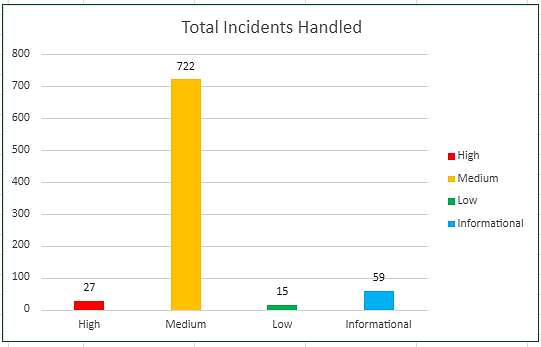 Total Incidents Handled
800
700
600
500
400
300
200
100
0
27
722
15
59
High
Medium
Low
Informational
High
Medium
Low
Informational